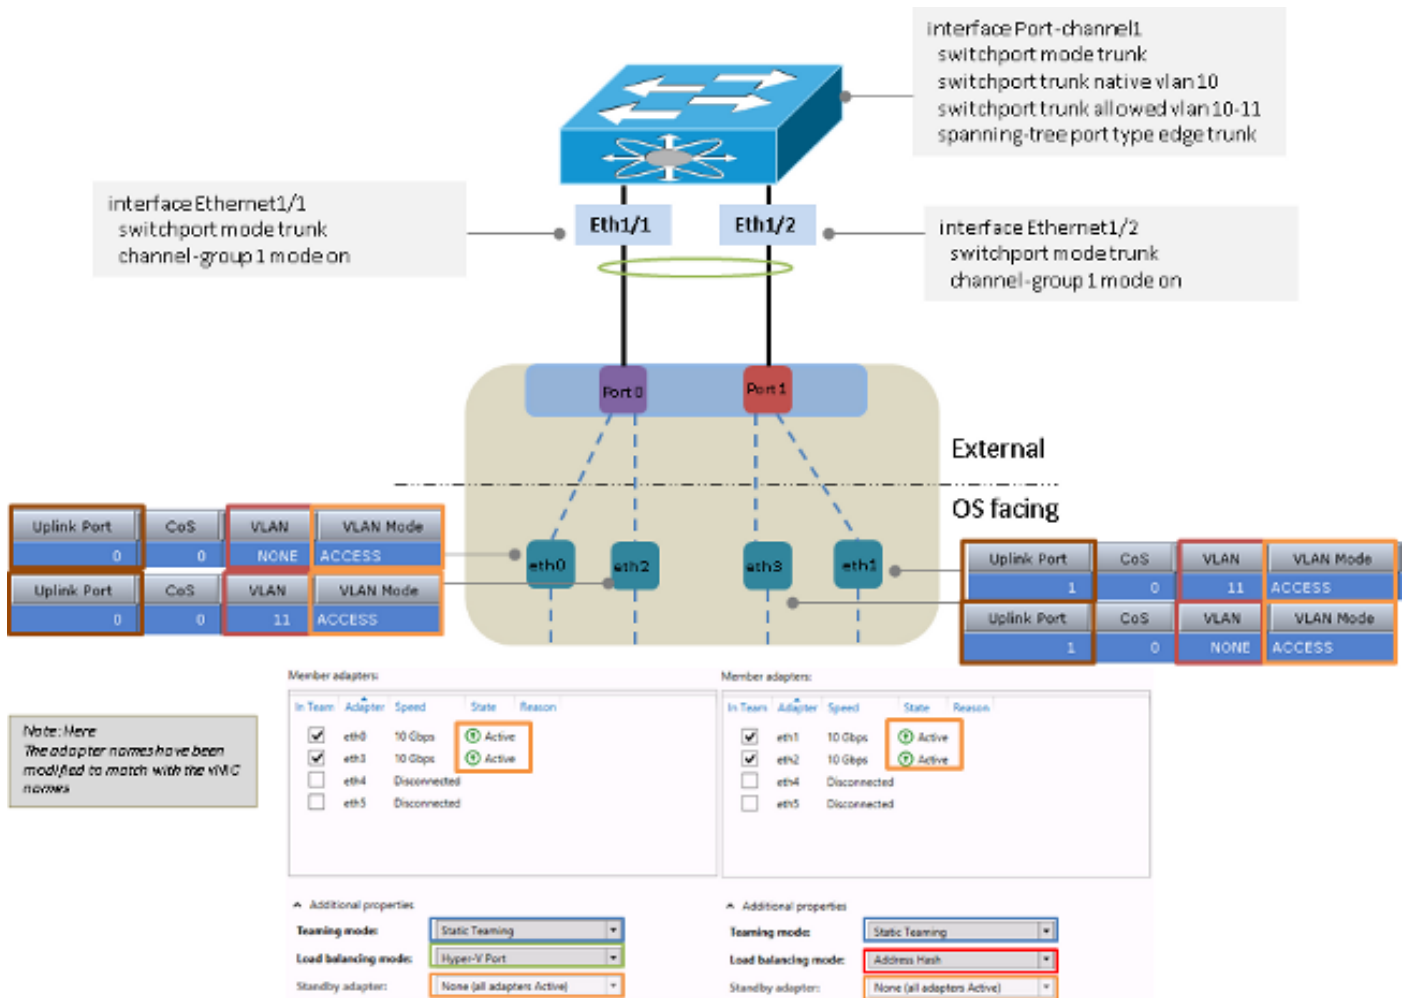 interface Port-channel1
switchport mode trunk
switchport trunk native vlan 10
switchport trunk allowed vlan 10-11
spanning-tree port type edge trunk
interface Ethernet1/1
switchport mode trunk
channel-group 1 mode on
Eth1/1
Eth1/2
interface Ethernet1/2
switchport mode trunk
channel-group 1 mode on
Port 0
Port 1
External
OS facing
Uplink Port CoS VLAN VLAN Mode
0 0 NONE ACCESS
Uplink Port CoS VLAN VLAN Mode
0 0 11 ACCESS
eth0
eth2
eth3
eth1
Uplink Port CoS VLAN VLAN Mode
1 0 11 ACCESS
Uplink Port CoS VLAN VLAN Mode
1 0 NONE ACCESS
Note: Here
The adapter names have been
modified to match with the vNIC
names
Member adapters:
In Team Adapter Speed State Reason
eth0 10 Gbps Active
eth3 10 Gbps Active
eth4 Disconnected
eth5 Disconnected
Additional properties
Teaming mode: Static Teaming
Load balancing mode: Hyper-V Port
Standby adapter: None (all adapters Active)
Member adapters:
In Team Adapter Speed State Reason
eth1 10 Gbps Active
eth2 10 Gbps Active
eth4 Disconnected
eth5 Disconnected
Additional properties
Teaming mode: Static Teaming
Load balancing mode: Address Hash
Standby adapter: None (all adapters Active)